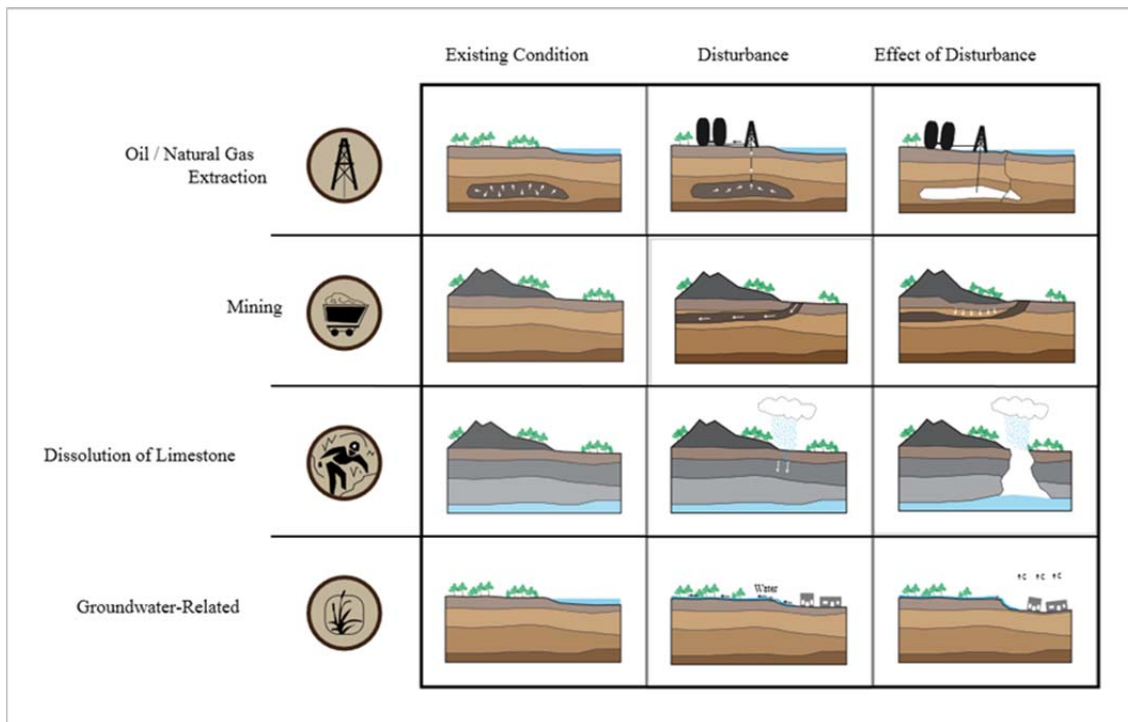 Existing Condition
Disturbance
Effect of Disturbance
Oil / Natural Gas
Extraction
Mining
Dissolution of Limestone
Groundwater-Related
Water